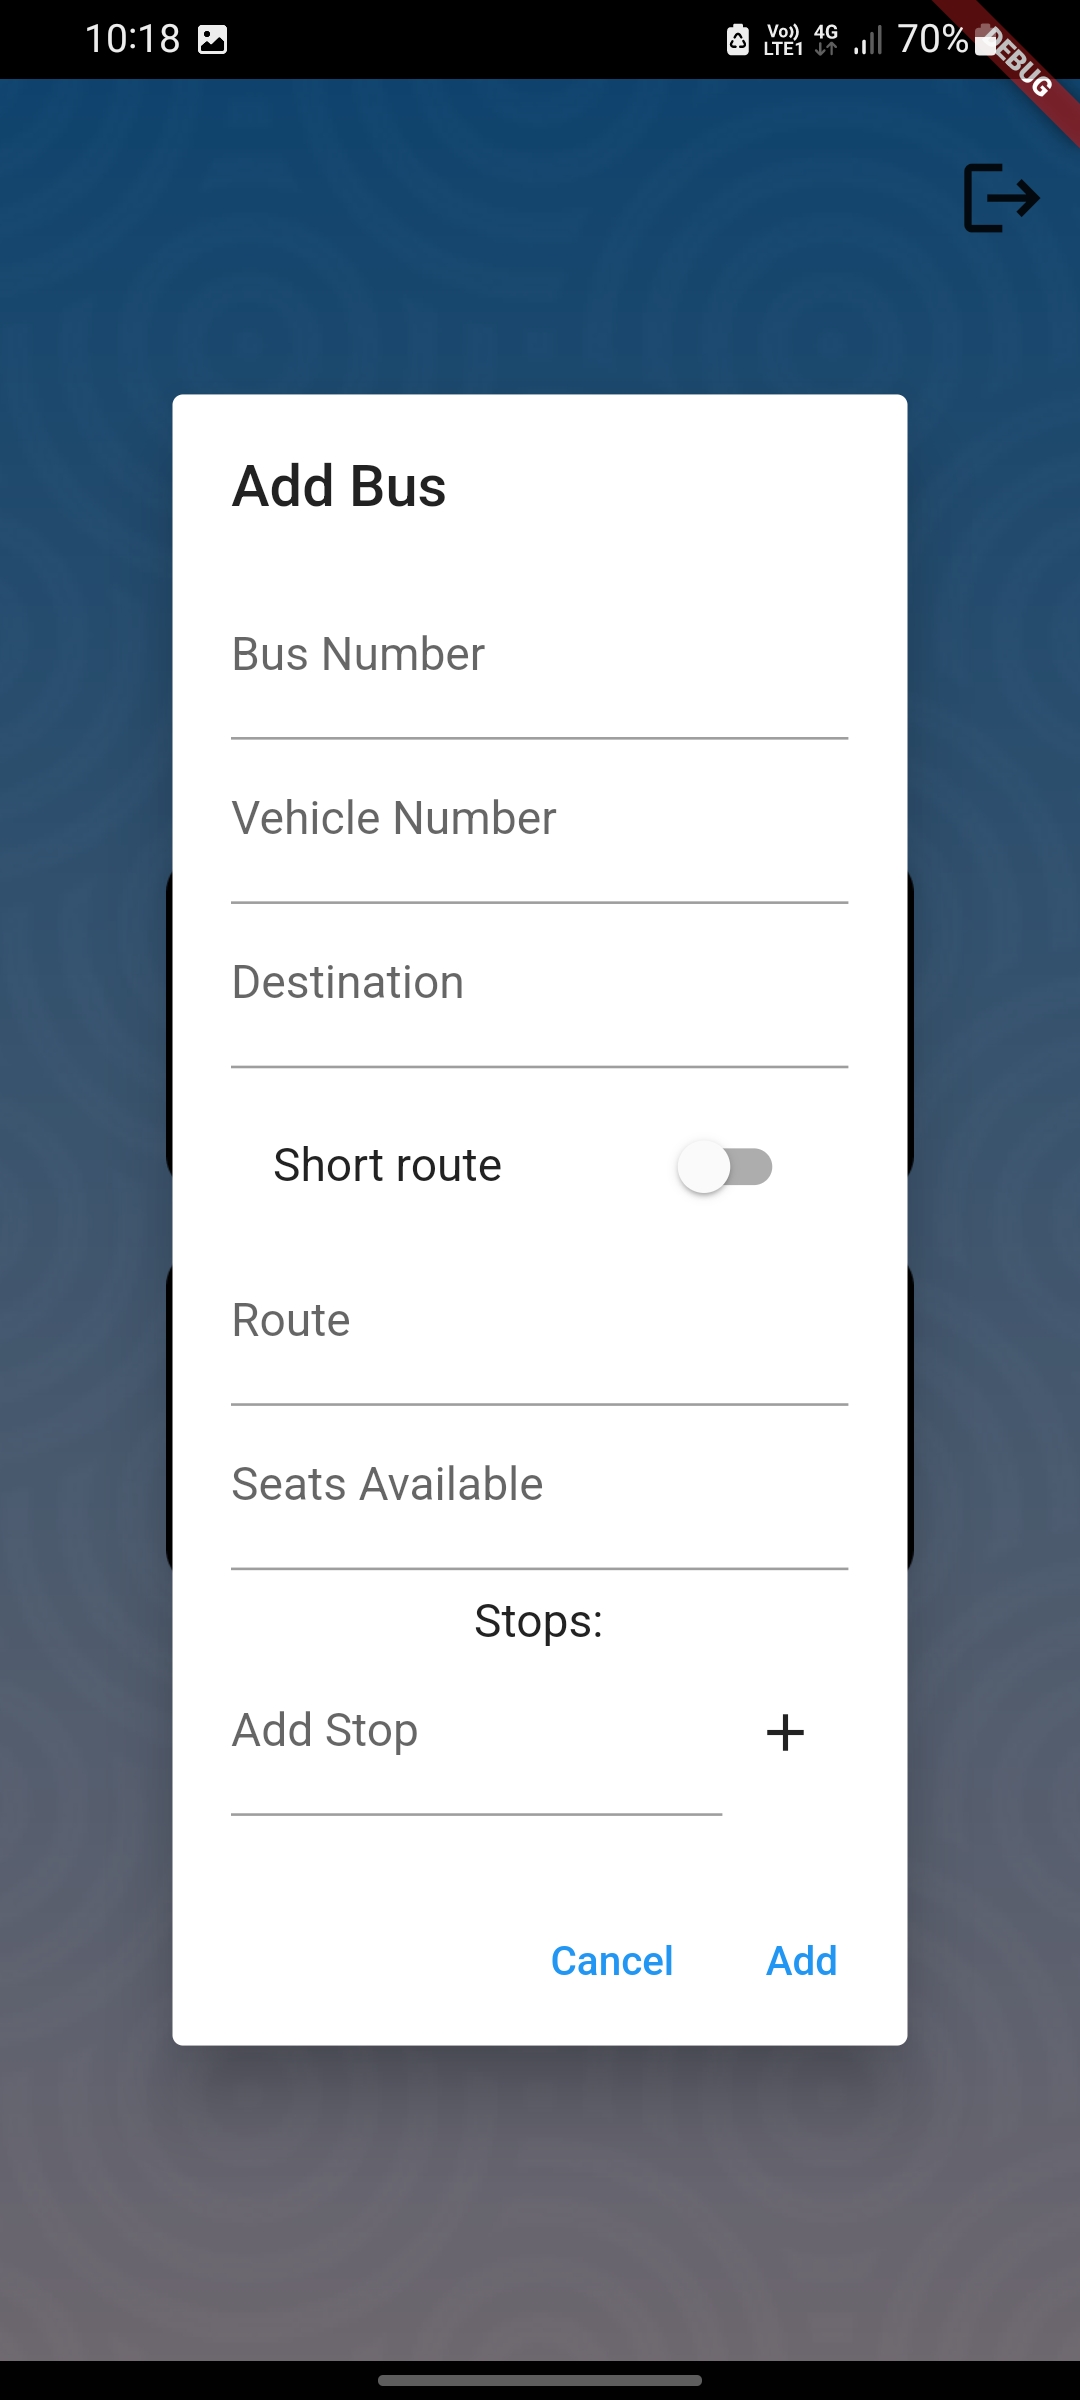 10:18
Vo)) LTE1 4G 70%
DEBUG
Add Bus
Bus Number
Vehicle Number
Destination
Short route
Route
Seats Available
Stops:
Add Stop
Cancel Add